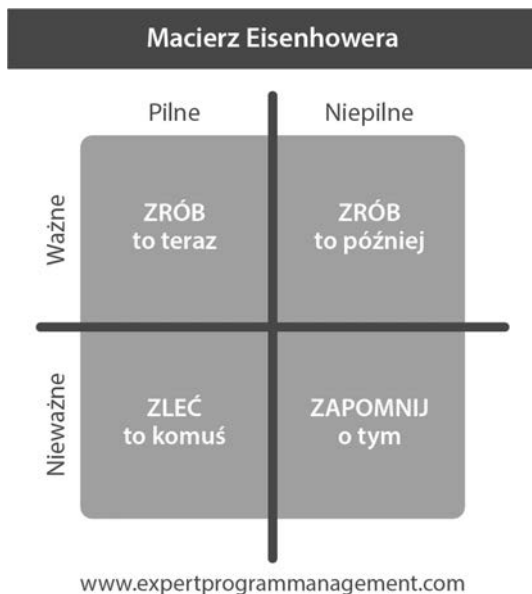 Macierz Eisenhowera
Pilne
Niepilne
Ważne
ZRÓB
to teraz
ZRÓB
to później
Nieważne
ZLEĆ
to komuś
ZAPOMNIJ
o tym
www.expertprogrammanagement.com